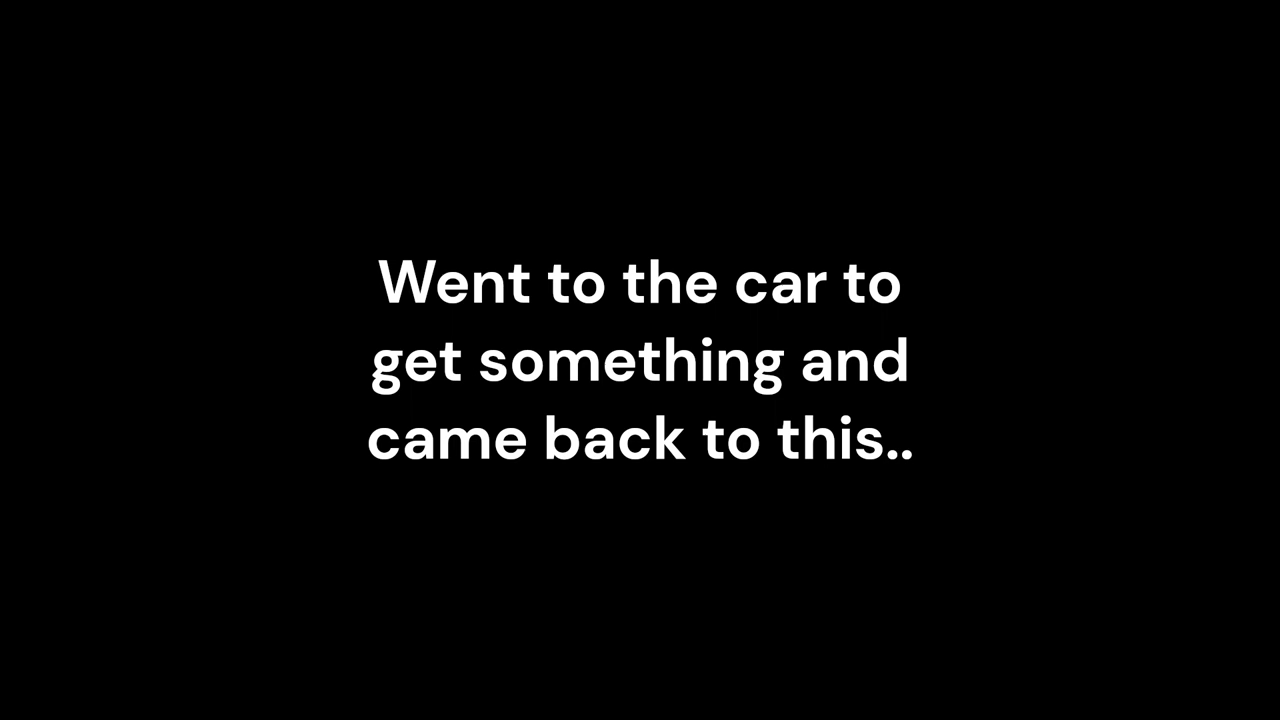 Went to the car to
get something and
came back to this..